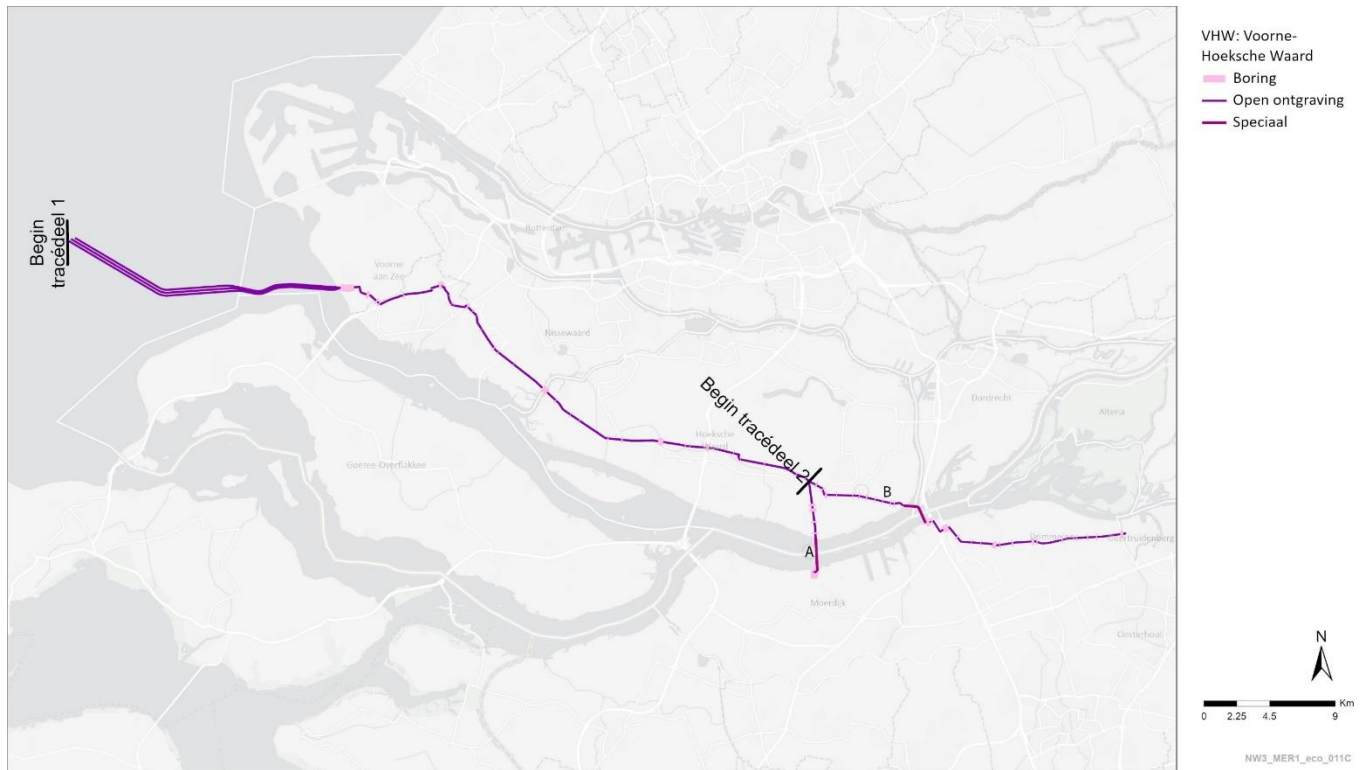 VHW: Voorne-
Hoeksche Waard
Boring
Open ontgraving
Speciaal
Begin
tracédeel 1
Rotterdam
Voorne
aan Zee
Nissewaard
Begin tracédeel 2
Dordrecht
Altena
Hoeksche
Goeree-Overflakkee
B
A
Moerdijk
Oosterhout
N
Km
0 2.25 4.5 9
NW3_MER1_eco_011C